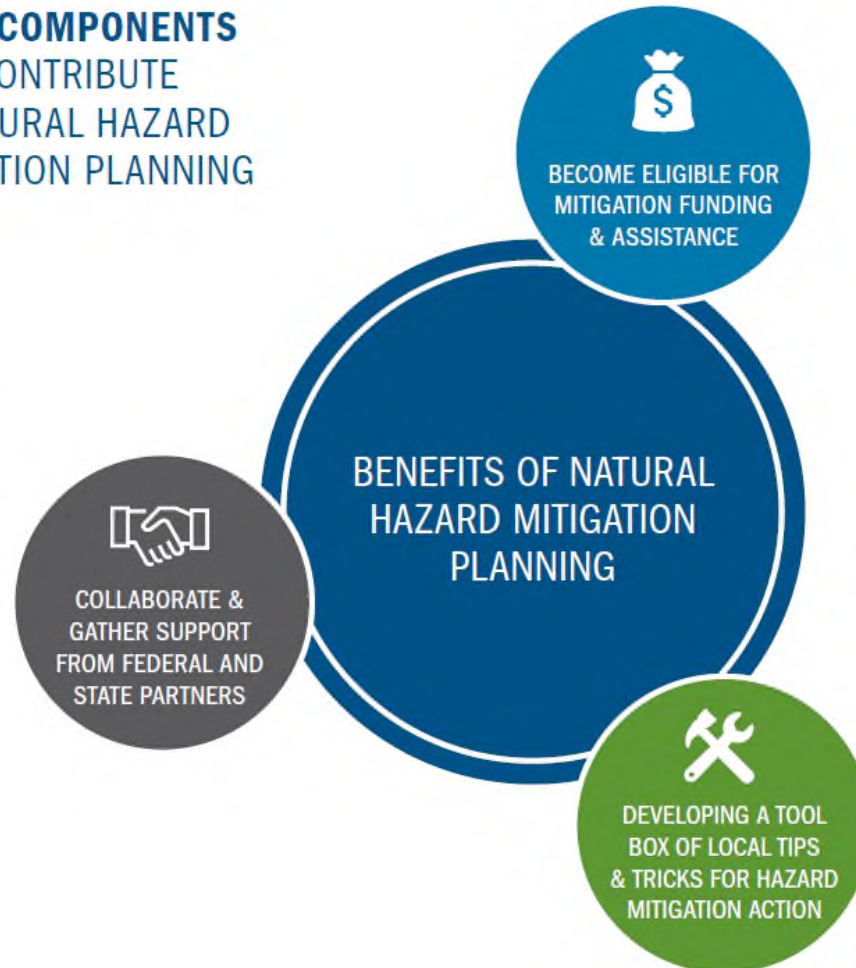 COMPONENTS
ONTRIBUTE
URAL HAZARD
TION PLANNING
$
BECOME ELIGIBLE FOR
MITIGATION FUNDING
& ASSISTANCE
BENEFITS OF NATURAL
HAZARD MITIGATION
PLANNING
COLLABORATE &
GATHER SUPPORT
FROM FEDERAL AND
STATE PARTNERS
DEVELOPING A TOOL
BOX OF LOCAL TIPS
& TRICKS FOR HAZARD
MITIGATION ACTION